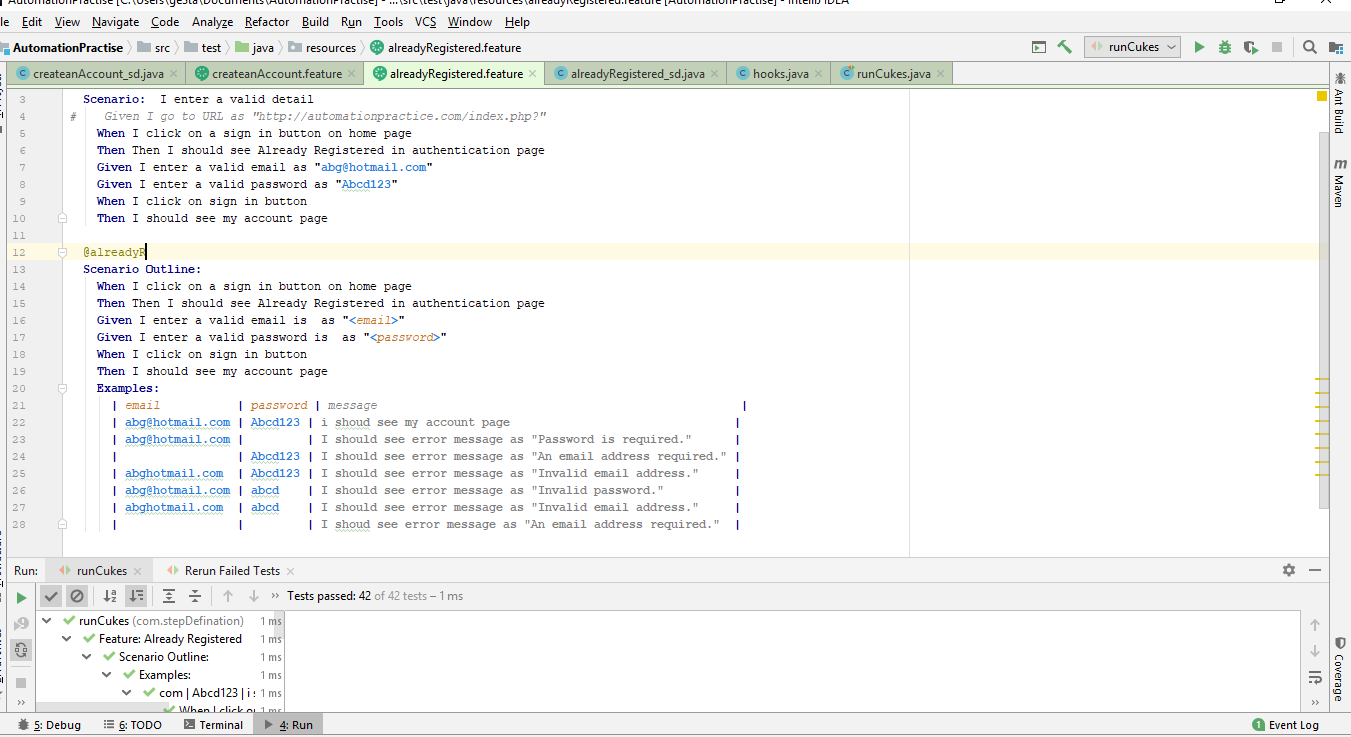 AutomationPractise [C:\Users\ge3ta\Documents\AutomationPractise] - ...\src\test\java\resources\alreadyRegistered.feature [AutomationPractise] - IntelliJ IDEA
Edit View Navigate Code Analyze Refactor Build Run Tools VCS Window Help
AutomationPractise src test java resources alreadyRegistered.feature runCukes
createanAccount_sd.java createanAccount.feature alreadyRegistered.feature alreadyRegistered_sd.java hooks.java runCukes.java
3 Scenario: I enter a valid detail
4 # Given I go to URL as "http://automationpractice.com/index.php?"
5 When I click on a sign in button on home page
6 Then Then I should see Already Registered in authentication page
7 Given I enter a valid email as "abg@hotmail.com"
8 Given I enter a valid password as "Abcd123"
9 When I click on sign in button
10 Then I should see my account page
11
12 @alreadyR
13 Scenario Outline:
14 When I click on a sign in button on home page
15 Then Then I should see Already Registered in authentication page
16 Given I enter a valid email is  as "<email>"
17 Given I enter a valid password is  as "<password>"
18 When I click on sign in button
19 Then I should see my account page
20 Examples:
21 | email | password | message |
22 | abg@hotmail.com | Abcd123 | i shoud see my account page |
23 | abg@hotmail.com | | I should see error message as "Password is required." |
24 | | Abcd123 | I should see error message as "An email address required." |
25 | abghotmail.com | Abcd123 | I should see error message as "Invalid email address." |
26 | abg@hotmail.com | abcd | I should see error message as "Invalid password." |
27 | abghotmail.com | abcd | I should see error message as "Invalid email address." |
28 | | | I shoud see error message as "An email address required." |
Ant Build
Maven
Run: runCukes Rerun Failed Tests
Tests passed: 42 of 42 tests – 1 ms
runCukes (com.stepDefination) 1 ms
Feature: Already Registered 1 ms
Scenario Outline: 1 ms
Examples: 1 ms
com | Abcd123 | i s 1 ms
When I click o 1 ms
Coverage
5: Debug 6: TODO Terminal 4: Run 1 Event Log